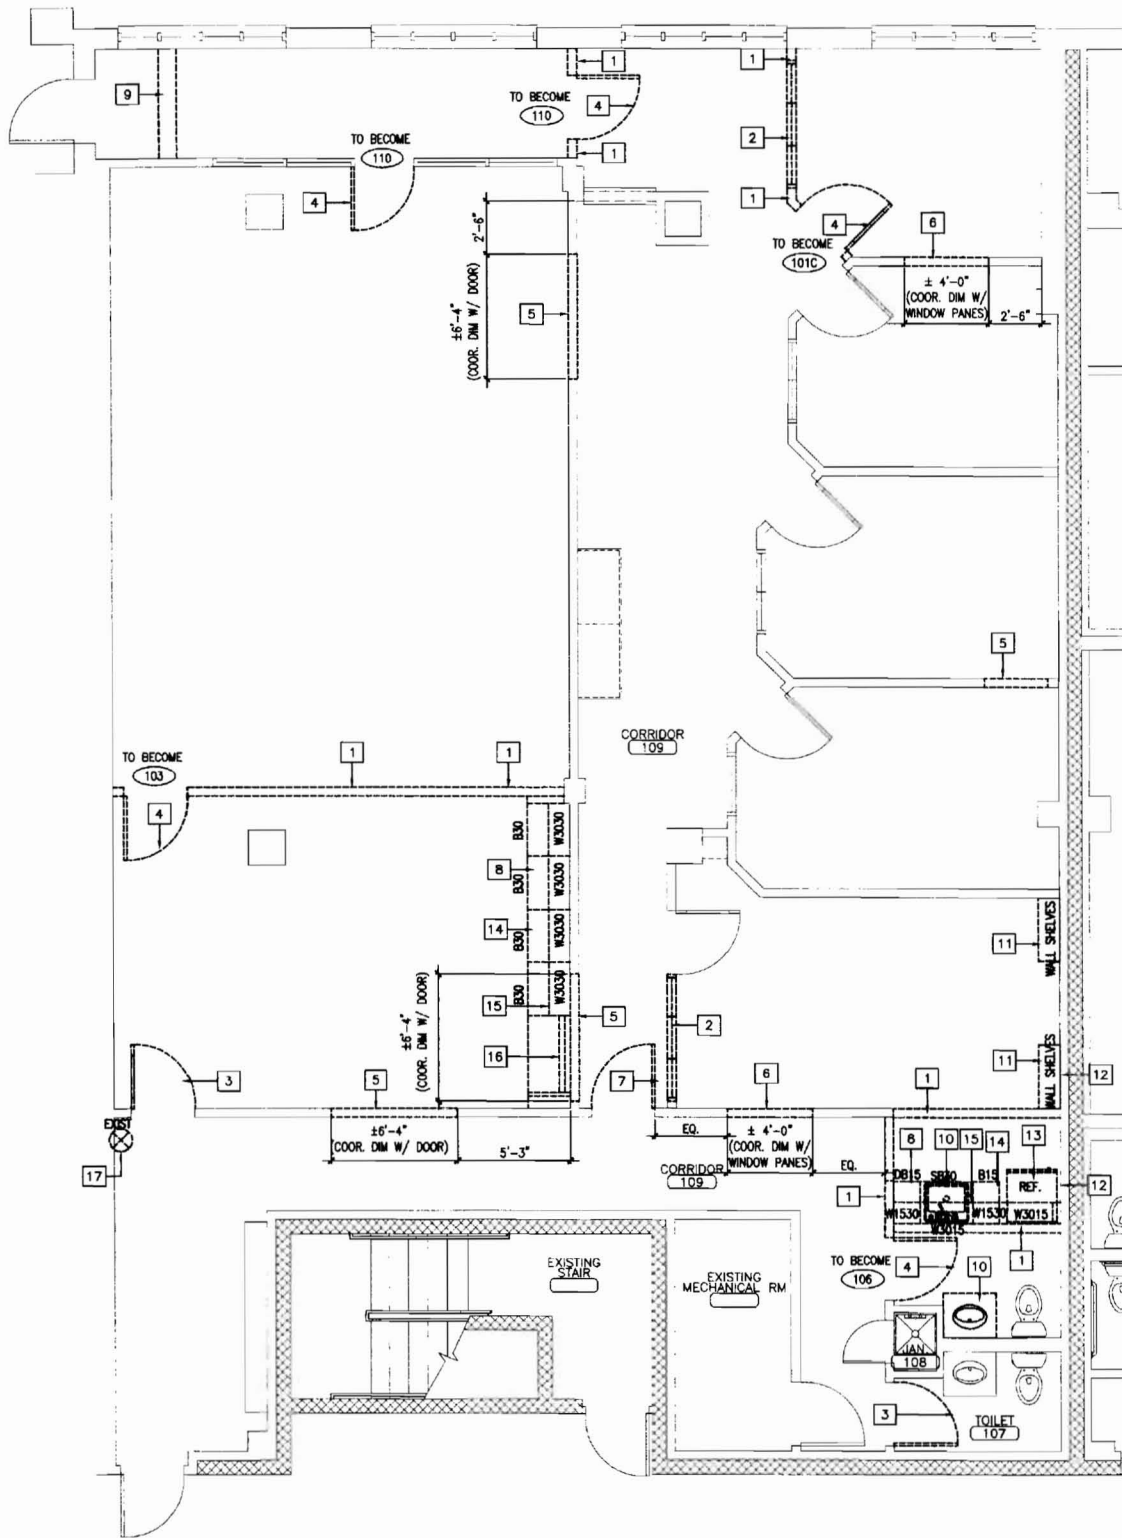 1
1
9
TO BECOME
110
4
2
TO BECOME
110
1
4
1
2'-6"
4
6
TO BECOME
101C
± 4'-0"
(COOR. DIM W/
WINDOW PANES)
2'-6"
±6'-4"
(COOR. DIM W/ DOOR)
5
5
CORRIDOR
109
TO BECOME
103
1
1
4
B30
W3030
8
B30
W3030
14
B30
W3030
11
WALL SHELVES
15
B30
W3030
±6'-4"
(COOR. DIM W/ DOOR)
5
2
16
3
5
7
6
1
11
WALL SHELVES
12
EXIST
±6'-4"
(COOR. DIM W/ DOOR)
5'-3"
EQ.
± 4'-0"
(COOR. DIM W/
WINDOW PANES)
EQ.
17
CORRIDOR
109
8
10
15
14
13
DB15
SB30
B15
REF.
12
1
W1530
W3015
W1530
W3015
1
EXISTING
STAIR
EXISTING
MECHANICAL RM
TO BECOME
106
4
10
JAN.
108
3
TOILET
107